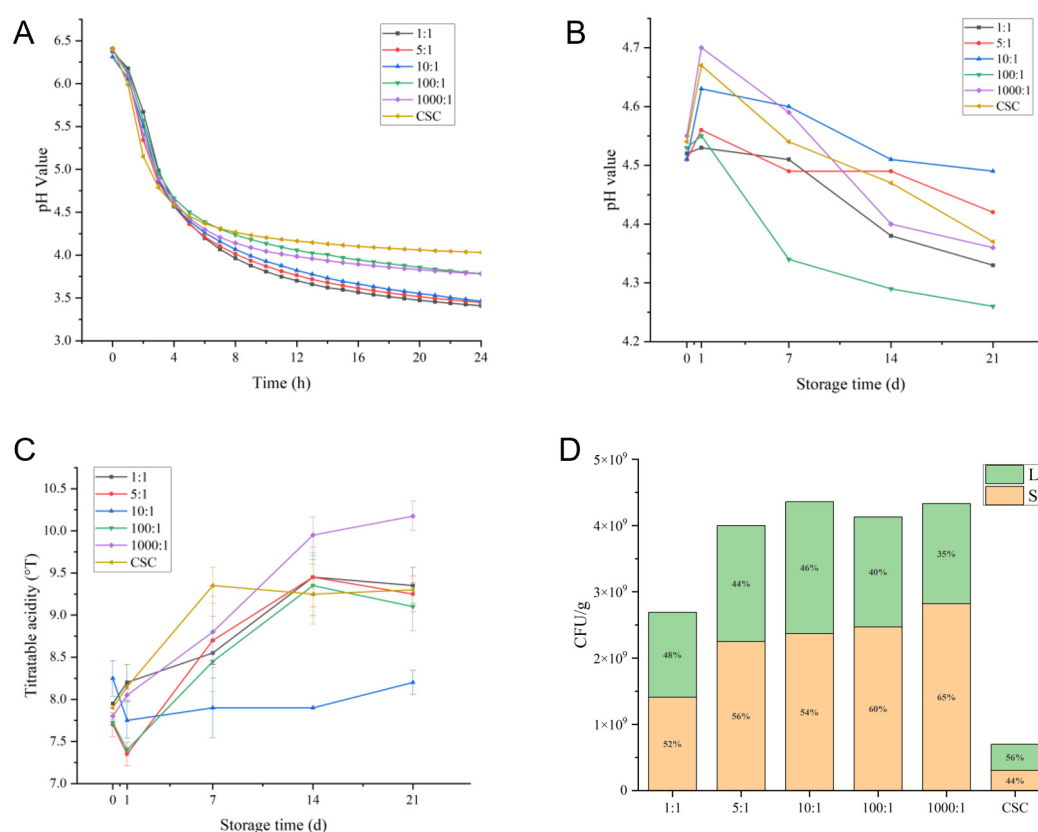 A
1:1
5:1
10:1
100:1
1000:1
CSC
6.5
6.0
5.5
5.0
4.5
4.0
3.5
3.0
pH Value
0 4 8 12 16 20 24
Time (h)
B
1:1
5:1
10:1
100:1
1000:1
CSC
4.7
4.6
4.5
4.4
4.3
4.2
pH value
0 1 7 14 21
Storage time (d)
C
1:1
5:1
10:1
100:1
1000:1
CSC
10.5
10.0
9.5
9.0
8.5
8.0
7.5
7.0
Titratable acidity (°T)
0 1 7 14 21
Storage time (d)
D
L
S
5×10⁹
4×10⁹
3×10⁹
2×10⁹
1×10⁹
0
CFU/g
48% 44% 46% 40% 35% 56%
52% 56% 54% 60% 65% 44%
1:1 5:1 10:1 100:1 1000:1 CSC